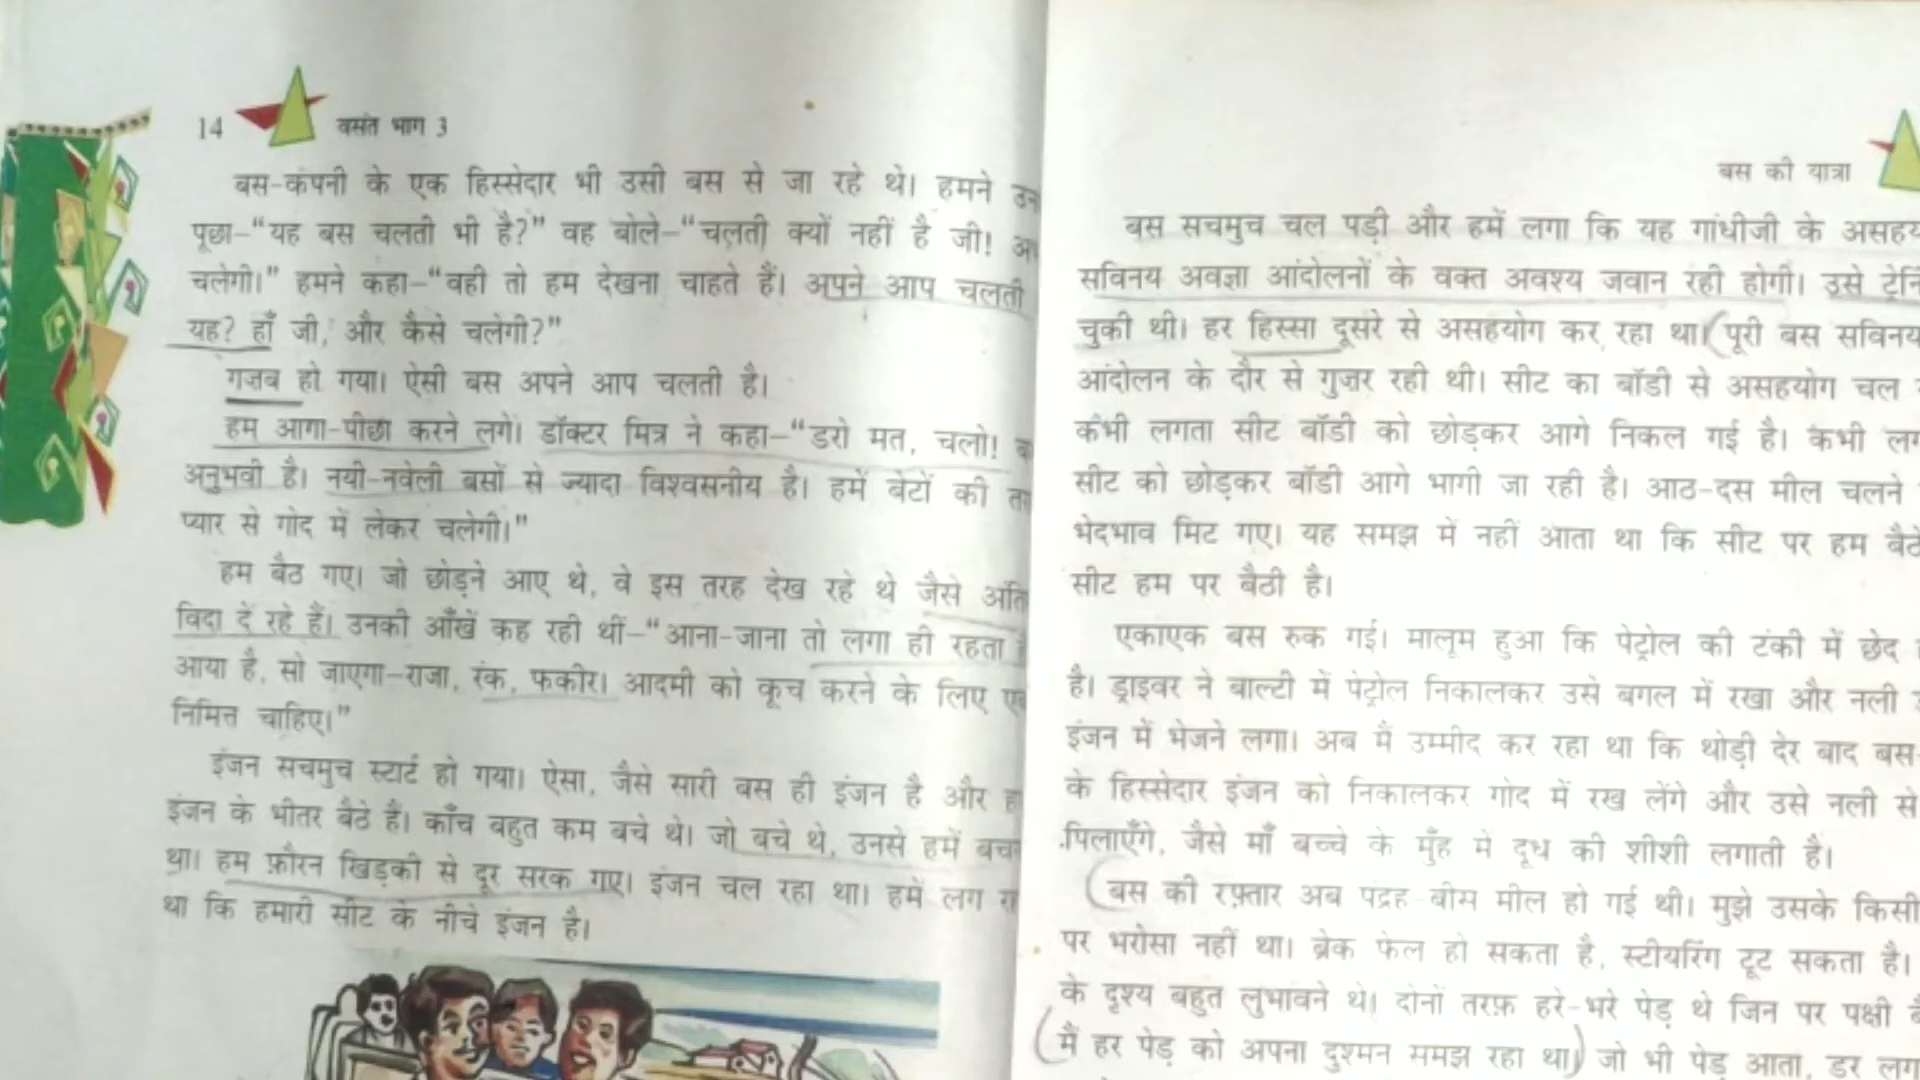 14
वसंत भाग 3
बस-कंपनी के एक हिस्सेदार भी उसी बस से जा रहे थे। हमने
पूछा–“यह बस चलती भी है?” वह बोले–“चलती क्यों नहीं है जी!
चलेगी।” हमने कहा–“वही तो हम देखना चाहते हैं। अपने आप चलती
यह? हाँ जी, और कैसे चलेगी?”
गज़ब हो गया। ऐसी बस अपने आप चलती है।
हम आगा-पीछा करने लगे। डॉक्टर मित्र ने कहा–“डरो मत, चलो!
अनुभवी है। नयी-नवेली बसों से ज्यादा विश्वसनीय है। हमें बेटों की
प्यार से गोद में लेकर चलेगी।”
हम बैठ गए। जो छोड़ने आए थे, वे इस तरह देख रहे थे जैसे
विदा दे रहे हैं। उनकी आँखें कह रही थीं–“आना-जाना तो लगा ही रहता
आया है, सो जाएगा–राजा, रंक, फकीर। आदमी को कूच करने के लिए
निमित्त चाहिए।”
इंजन सचमुच स्टार्ट हो गया। ऐसा, जैसे सारी बस ही इंजन है और
इंजन के भीतर बैठे हैं। काँच बहुत कम बचे थे। जो बचे थे, उनसे हमें
था। हम फ़ौरन खिड़की से दूर सरक गए। इंजन चल रहा था। हमें लग
था कि हमारी सीट के नीचे इंजन है।
बस की यात्रा
बस सचमुच चल पड़ी और हमें लगा कि यह गांधीजी के
सविनय अवज्ञा आंदोलनों के वक्त अवश्य जवान रही होगी। उसे
चुकी थी। हर हिस्सा दूसरे से असहयोग कर रहा था। (पूरी बस सविनय
आंदोलन के दौर से गुज़र रही थी। सीट का बॉडी से असहयोग चल
कभी लगता सीट बॉडी को छोड़कर आगे निकल गई है। कभी
सीट को छोड़कर बॉडी आगे भागी जा रही है। आठ-दस मील चलने
भेदभाव मिट गए। यह समझ में नहीं आता था कि सीट पर हम बैठे
सीट हम पर बैठी है।
एकाएक बस रुक गई। मालूम हुआ कि पेट्रोल की टंकी में छेद
है। ड्राइवर ने बाल्टी में पेट्रोल निकालकर उसे बगल में रखा और नली
इंजन में भेजने लगा। अब मैं उम्मीद कर रहा था कि थोड़ी देर बाद बस-
के हिस्सेदार इंजन को निकालकर गोद में रख लेंगे और उसे नली से
पिलाएँगे, जैसे माँ बच्चे के मुँह में दूध की शीशी लगाती है।
(बस की रफ़्तार अब पंद्रह-बीस मील हो गई थी। मुझे उसके किसी
पर भरोसा नहीं था। ब्रेक फेल हो सकता है, स्टीयरिंग टूट सकता है।
के दृश्य बहुत लुभावने थे। दोनों तरफ़ हरे-भरे पेड़ थे जिन पर पक्षी
(मैं हर पेड़ को अपना दुश्मन समझ रहा था।) जो भी पेड़ आता, डर